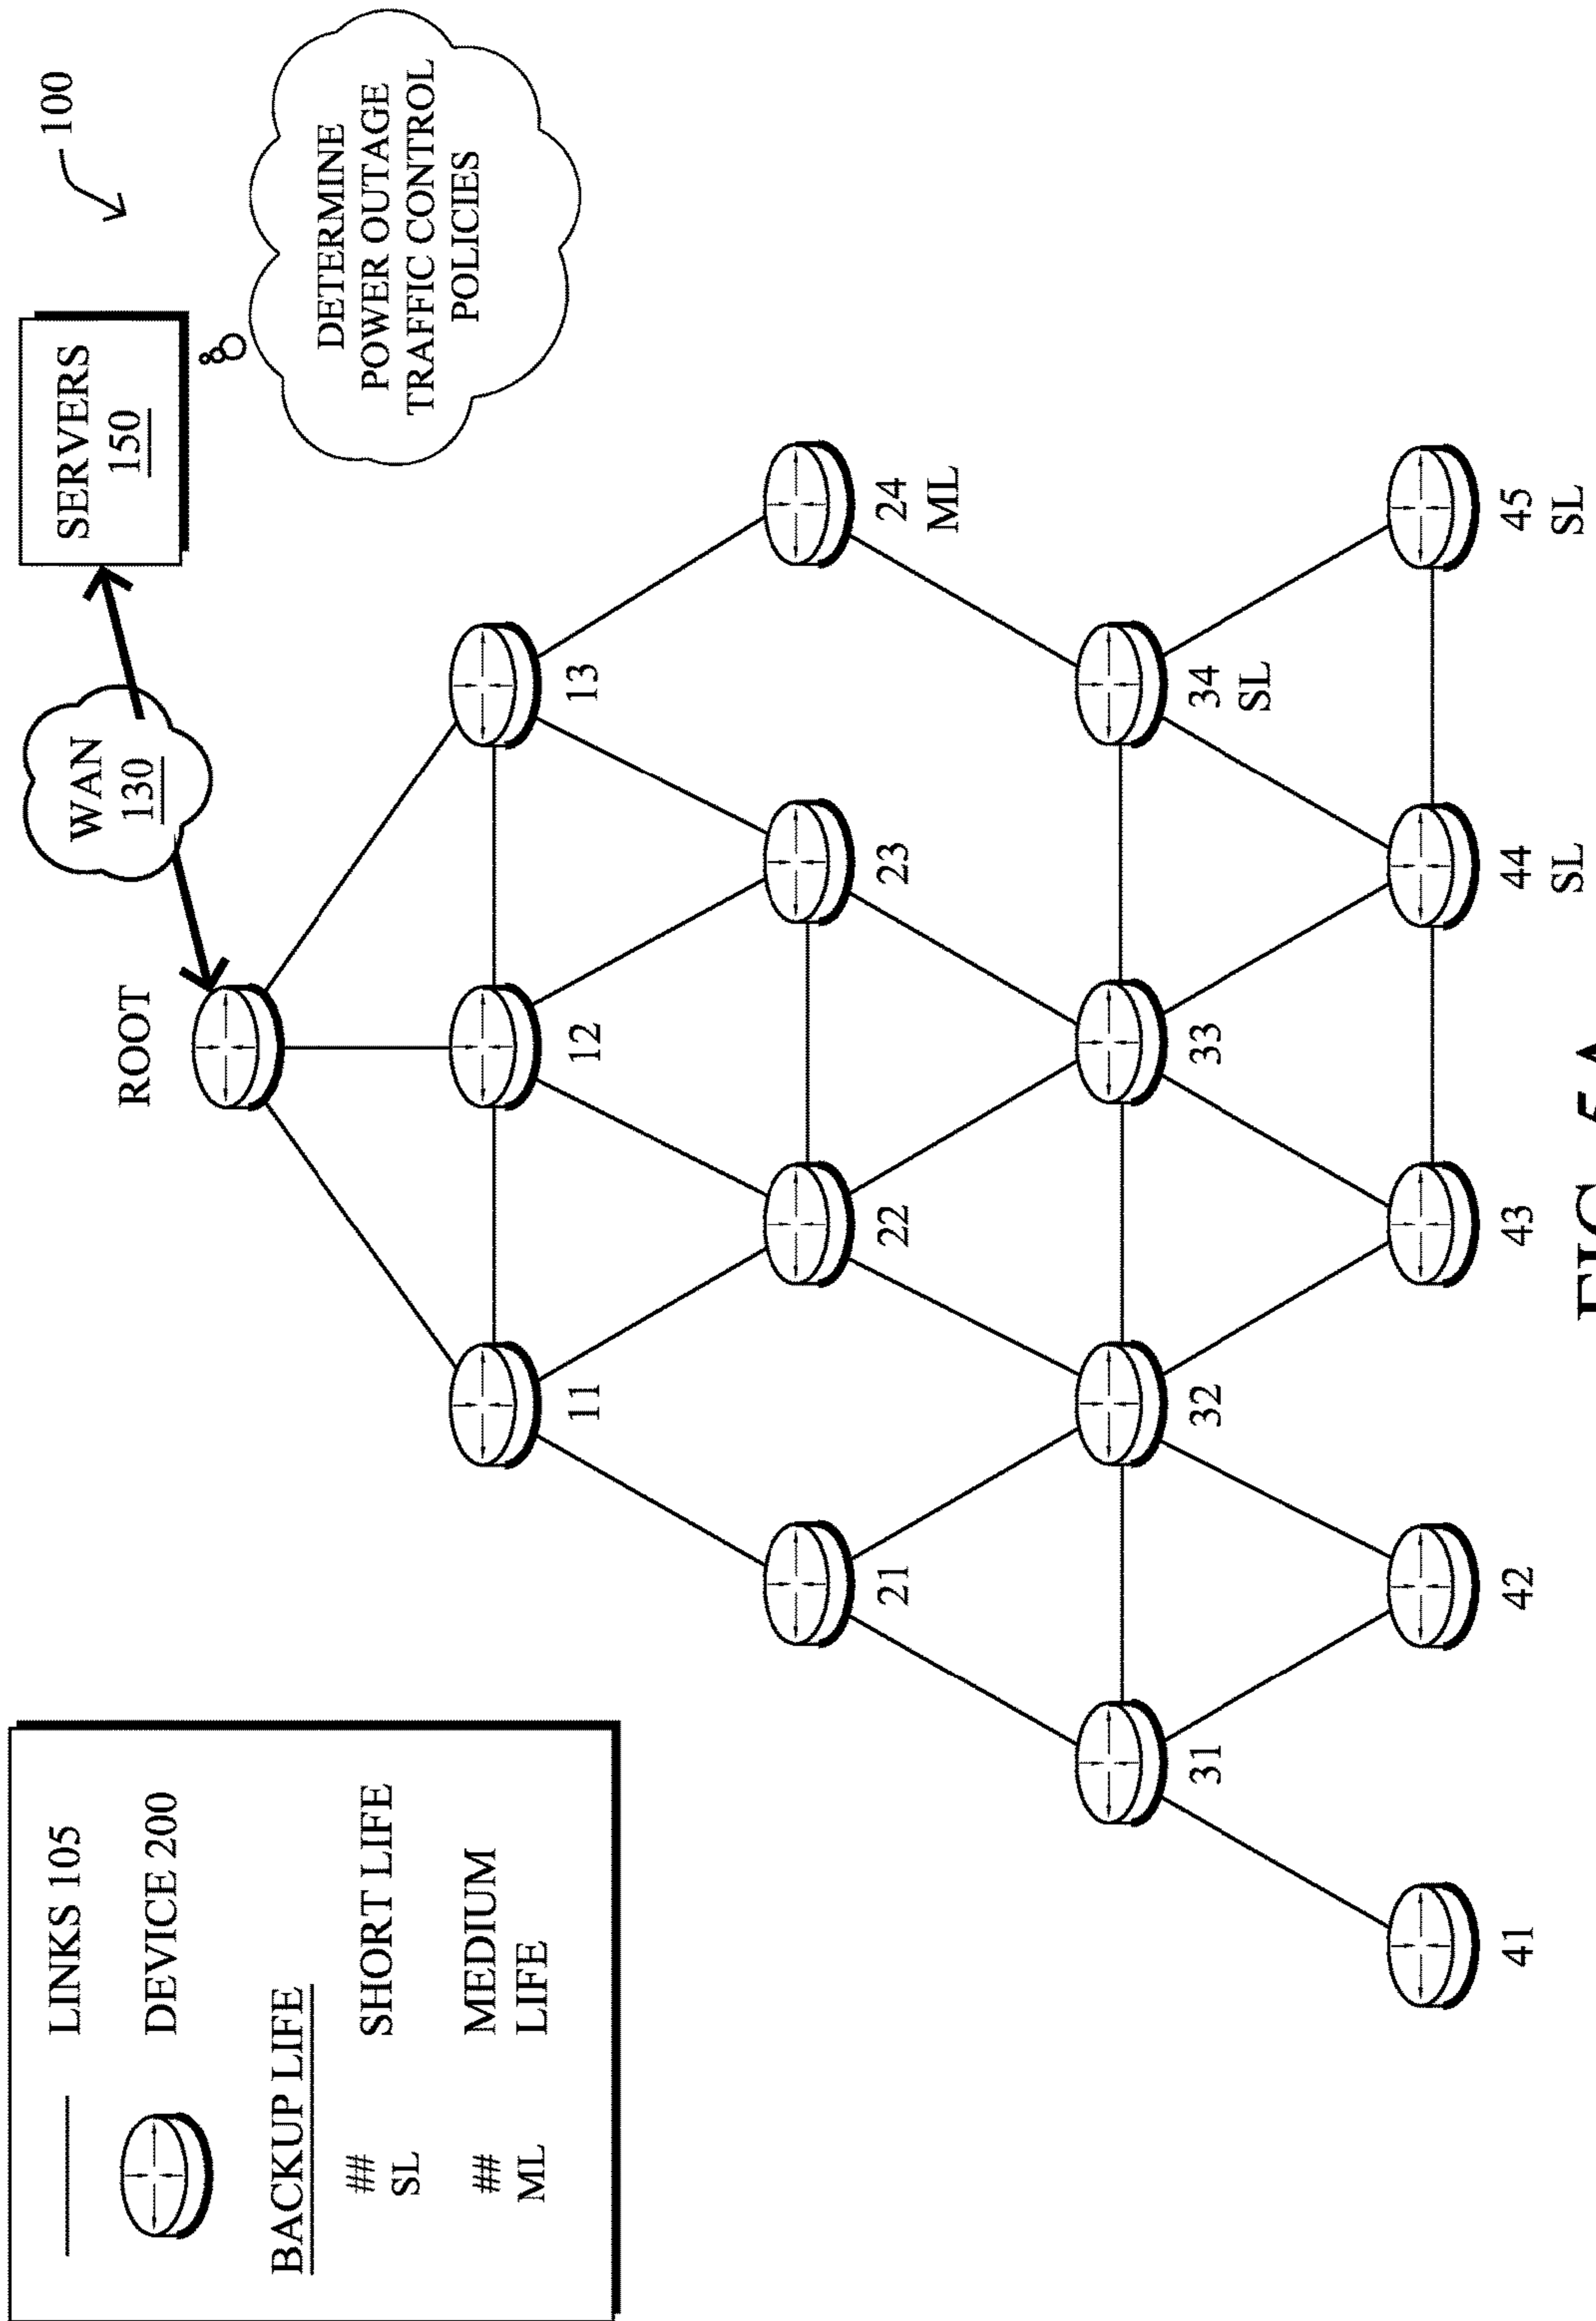 LINKS 105
DEVICE 200
BACKUP LIFE
## SHORT LIFE
SL
## MEDIUM
ML LIFE
100
WAN
130
SERVERS
150
DETERMINE
POWER OUTAGE
TRAFFIC CONTROL
POLICIES
ROOT
11
12
13
21
22
23
24
ML
31
32
33
34
SL
41
42
43
44
SL
45
SL
FIG. 5A